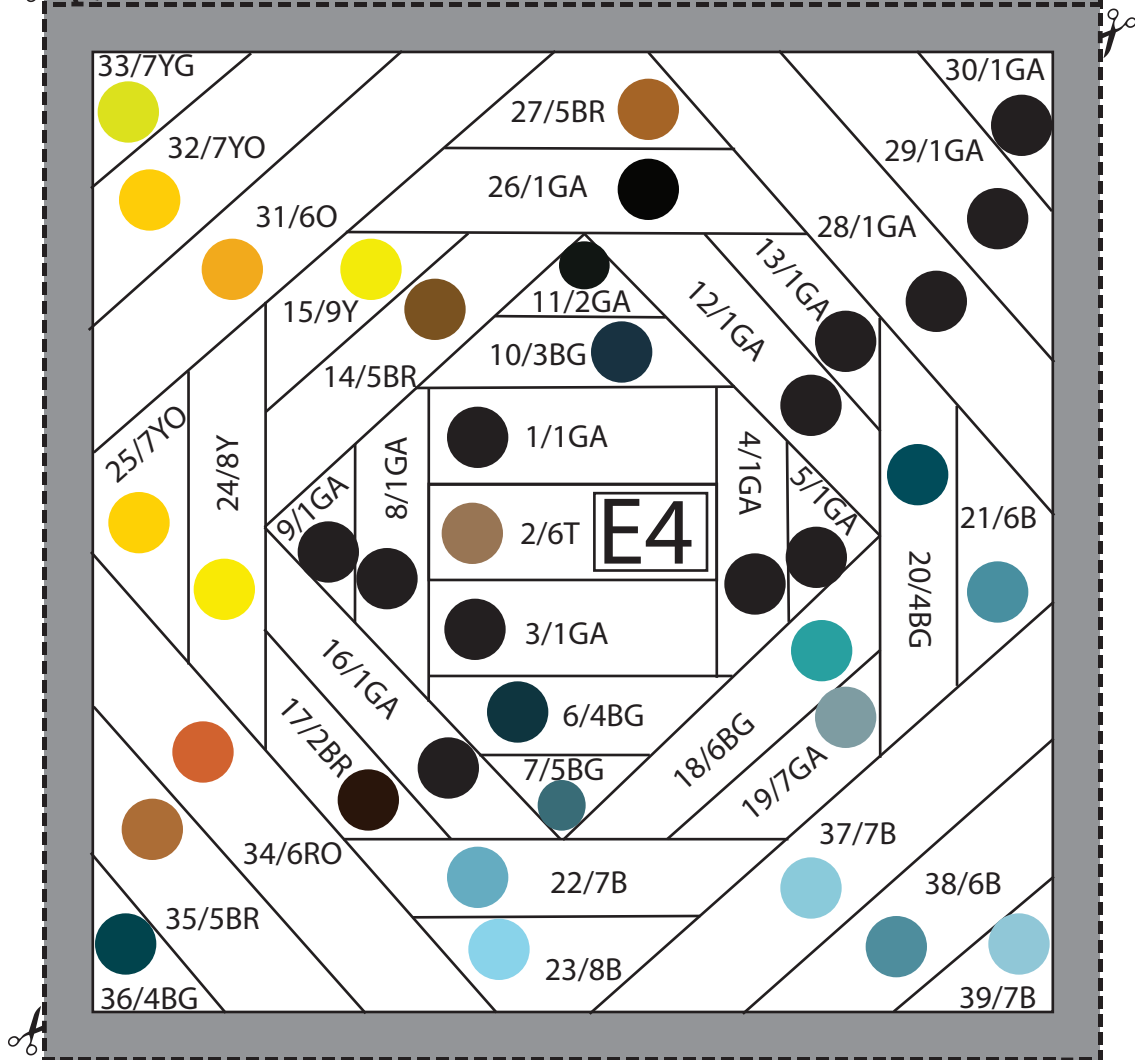 33/7YG
30/1GA
27/5BR
32/7YO
29/1GA
26/1GA
31/6O
28/1GA
13/1GA
15/9Y
11/2GA
12/1GA
10/3BG
14/5BR
25/7YO
24/8Y
9/1GA
8/1GA
1/1GA
4/1GA
5/1GA
2/6T
E4
21/6B
20/4BG
3/1GA
16/1GA
6/4BG
17/2BR
7/5BG
18/6BG
19/7GA
34/6RO
37/7B
22/7B
38/6B
35/5BR
23/8B
36/4BG
39/7B